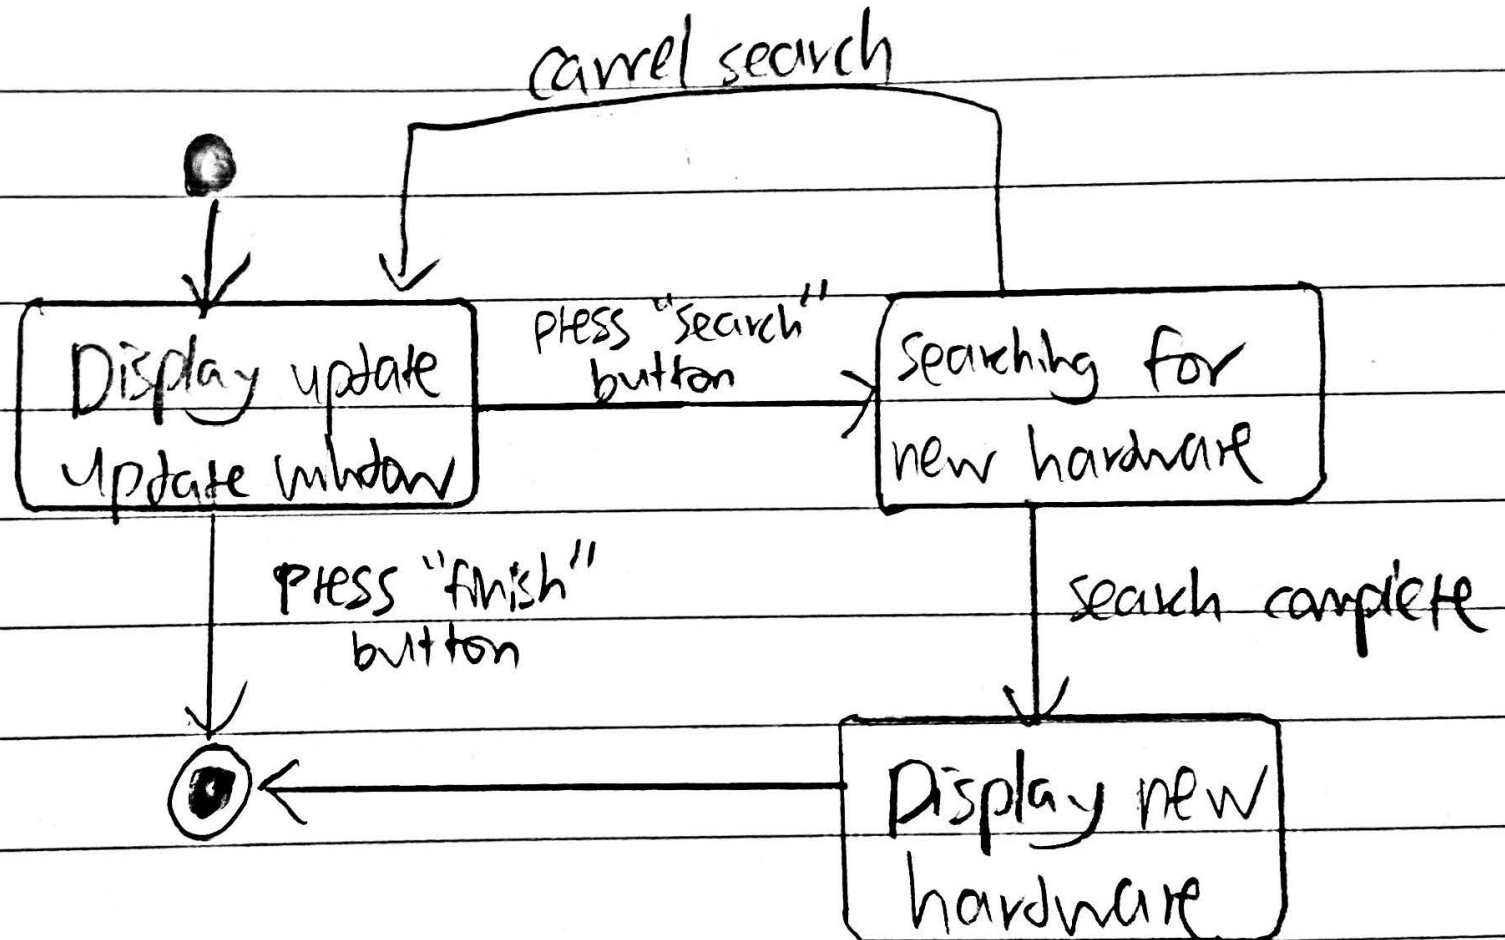 cancel search
Display update
update window
press "search"
button
searching for
new hardware
press "finish"
button
search complete
Display new
hardware